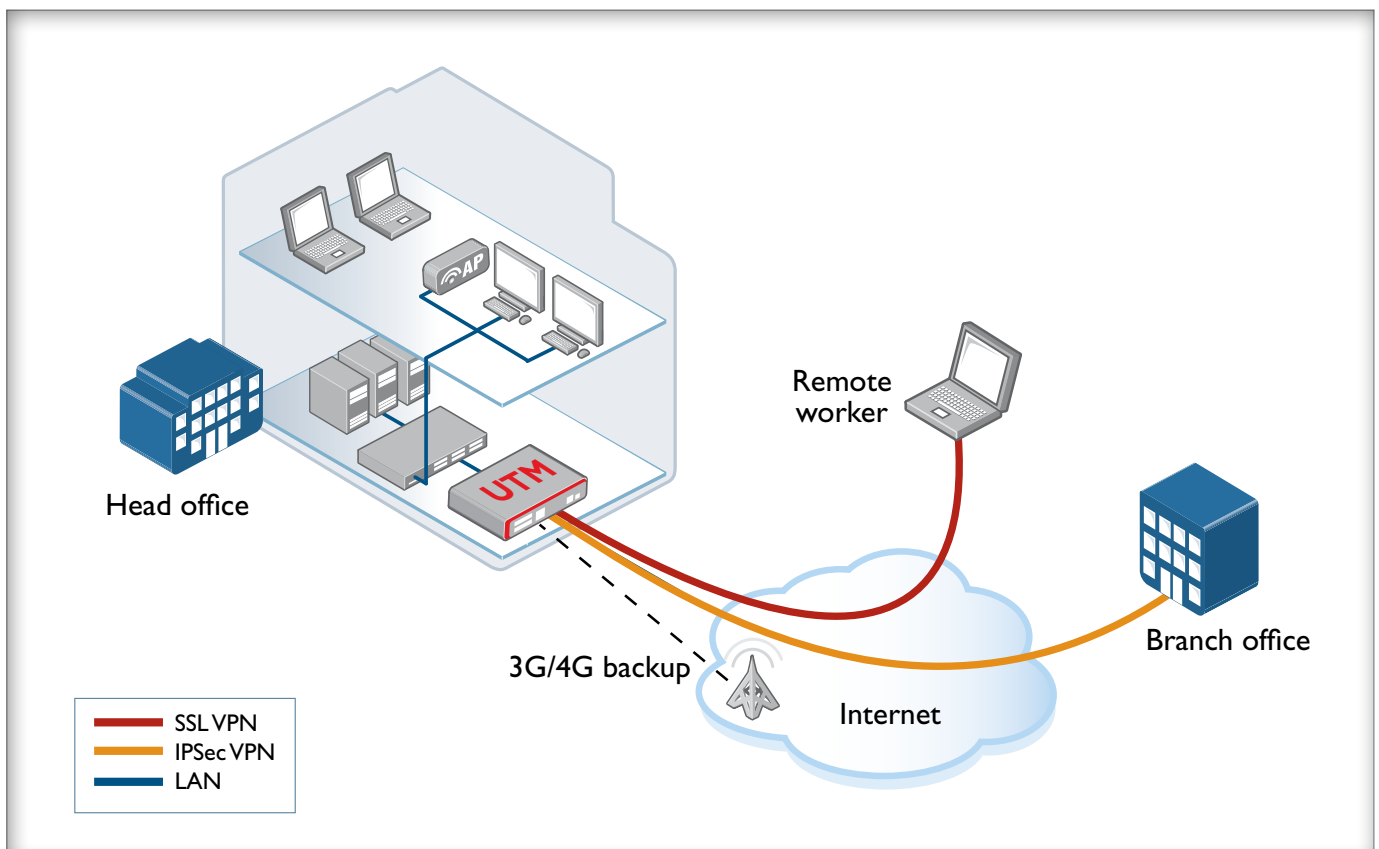 AP
UTM
Head office
Remote
worker
Branch office
3G/4G backup
Internet
SSL VPN
IPSec VPN
LAN